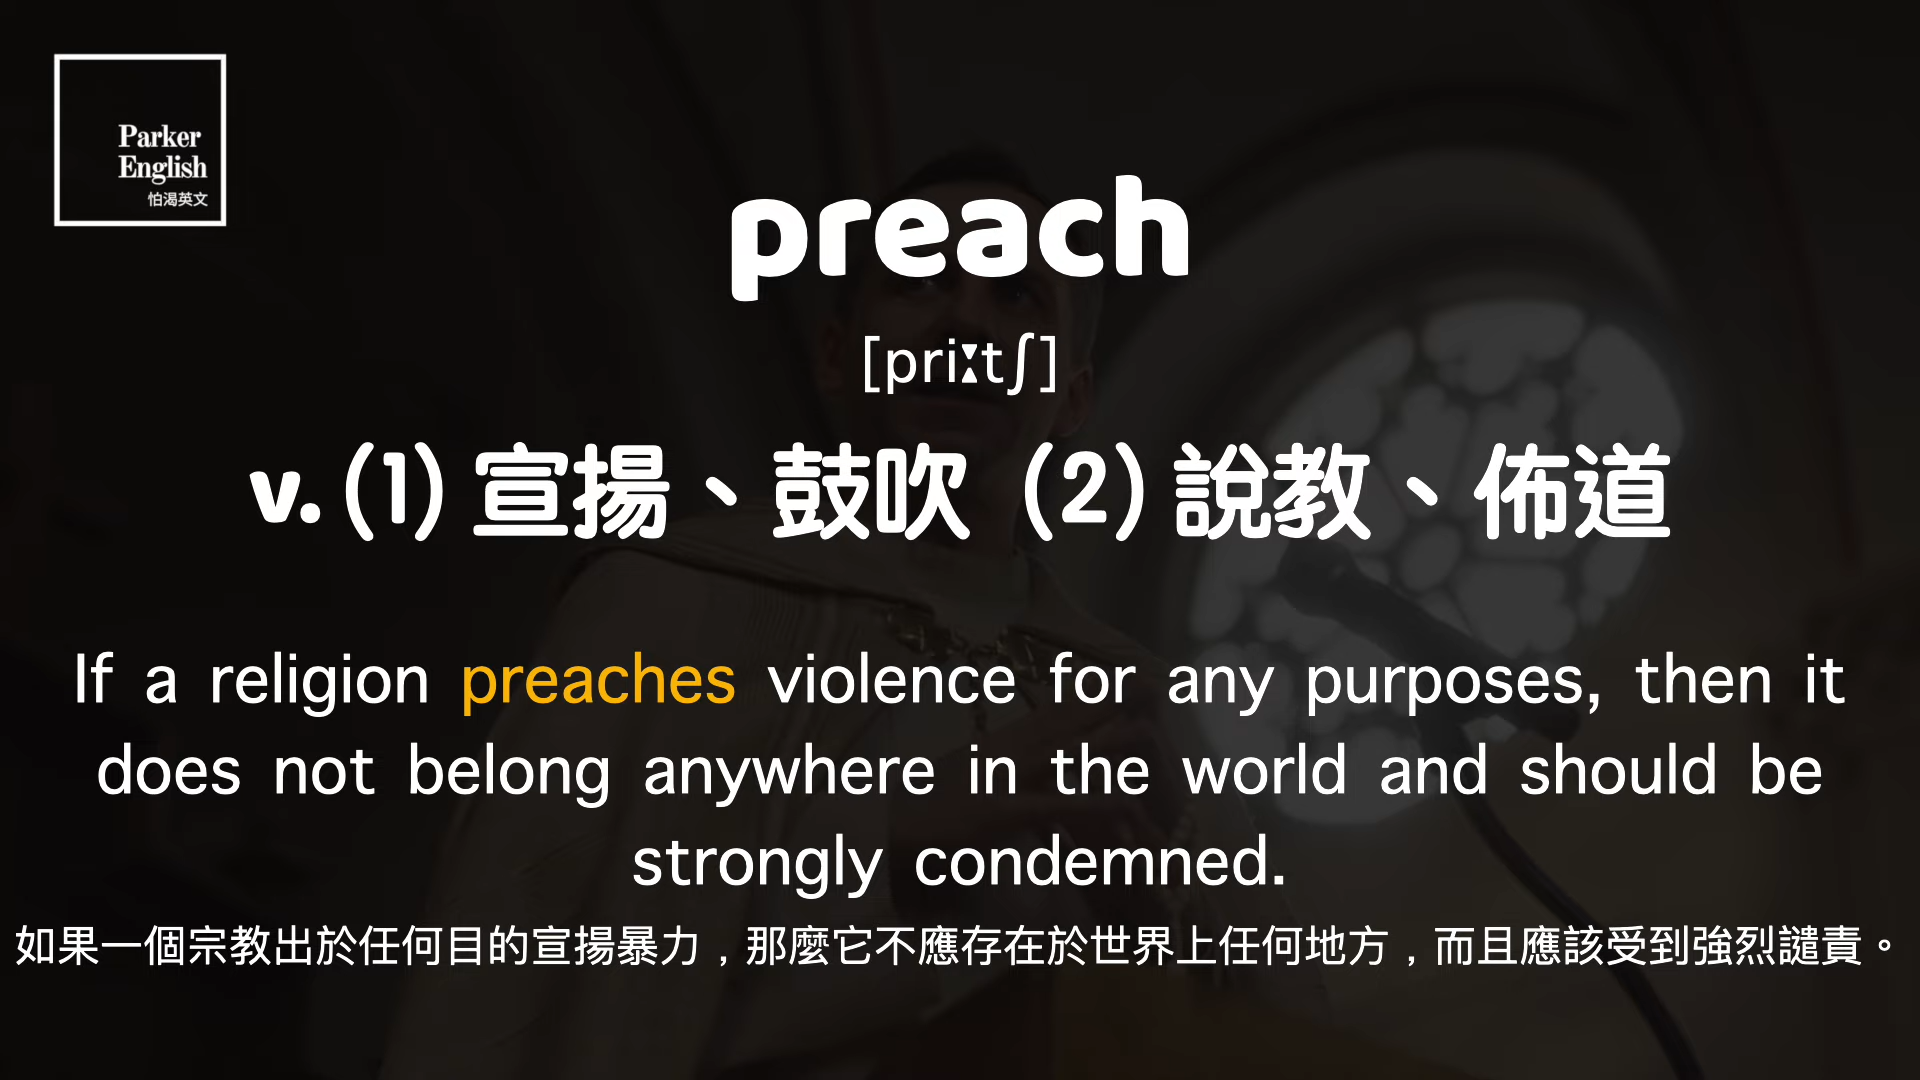 Parker
English
怕渴英文
preach
[priːtʃ]
v. (1) 宣揚、鼓吹 (2) 說教、佈道
If a religion preaches violence for any purposes, then it
does not belong anywhere in the world and should be
strongly condemned.
如果一個宗教出於任何目的宣揚暴力，那麼它不應存在於世界上任何地方，而且應該受到強烈譴責。